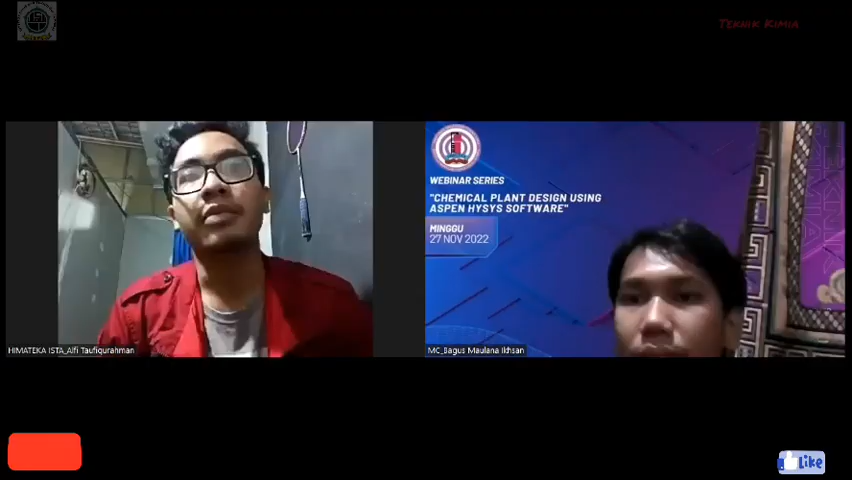 TEKNIK KIMIA
WEBINAR SERIES
"CHEMICAL PLANT DESIGN USING
ASPEN HYSYS SOFTWARE"
MINGGU
27 NOV 2022
HIMATEKA ISTA_Alfi Taufiqurahman
MC_Bagus Maulana Ikhsan
Like